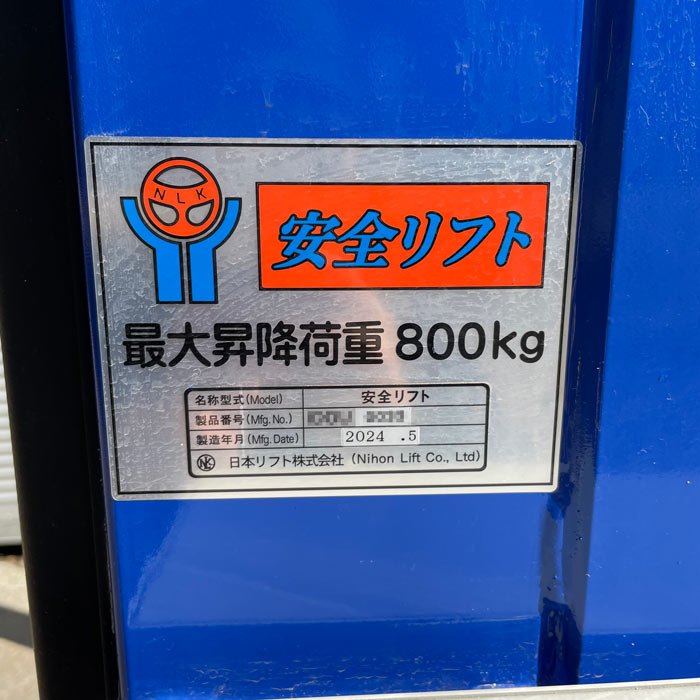 NLK
安全リフト
最大昇降荷重 800kg
名称型式(Model) 安全リフト
製品番号(Mfg.No.)
製造年月(Mfg.Date) 2024 .5
NLK 日本リフト株式会社 (Nihon Lift Co., Ltd)